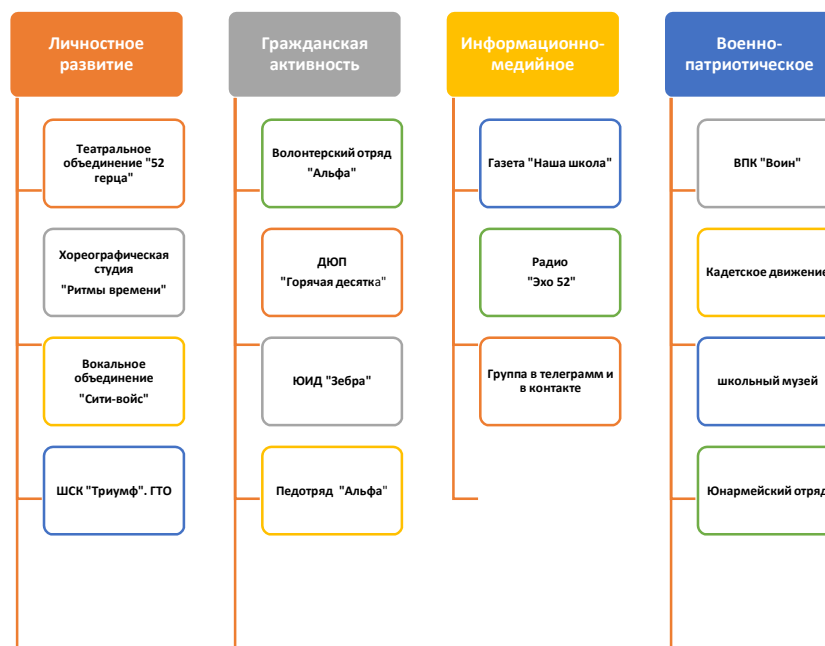 Личностное
развитие
Театральное
объединение "52
герца"
Хореографическая
студия
"Ритмы времени"
Вокальное
объединение
"Сити-войс"
ШСК "Триумф". ГТО
Гражданская
активность
Волонтерский отряд
"Альфа"
ДЮП
"Горячая десятка"
ЮИД "Зебра"
Педотряд "Альфа"
Информационно-
медийное
Газета "Наша школа"
Радио
"Эхо 52"
Группа в телеграмм и
в контакте
Военно-
патриотическое
ВПК "Воин"
Кадетское движение
школьный музей
Юнармейский отряд